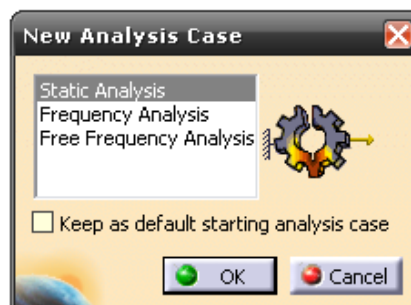 New Analysis Case
Static Analysis
Frequency Analysis
Free Frequency Analysis
Keep as default starting analysis case
OK
Cancel